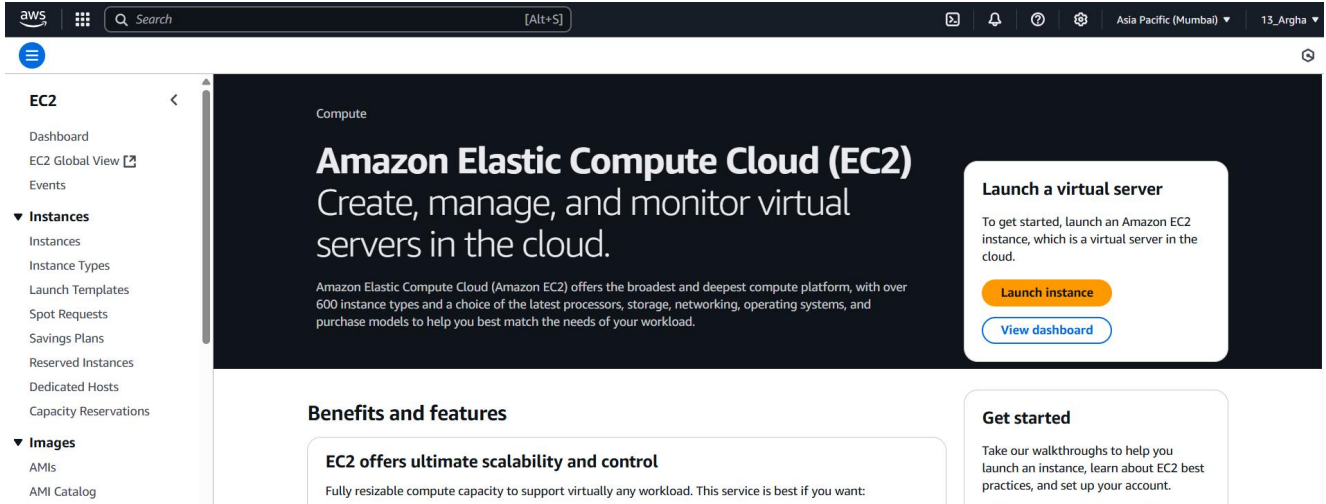 aws
Search [Alt+S]
Asia Pacific (Mumbai) ▼
13_Argha ▼
EC2
Dashboard
EC2 Global View
Events
▼ Instances
Instances
Instance Types
Launch Templates
Spot Requests
Savings Plans
Reserved Instances
Dedicated Hosts
Capacity Reservations
▼ Images
AMIs
AMI Catalog
Compute
Amazon Elastic Compute Cloud (EC2)
Create, manage, and monitor virtual
servers in the cloud.
Amazon Elastic Compute Cloud (Amazon EC2) offers the broadest and deepest compute platform, with over
600 instance types and a choice of the latest processors, storage, networking, operating systems, and
purchase models to help you best match the needs of your workload.
Launch a virtual server
To get started, launch an Amazon EC2
instance, which is a virtual server in the
cloud.
Launch instance
View dashboard
Benefits and features
EC2 offers ultimate scalability and control
Fully resizable compute capacity to support virtually any workload. This service is best if you want:
Get started
Take our walkthroughs to help you
launch an instance, learn about EC2 best
practices, and set up your account.